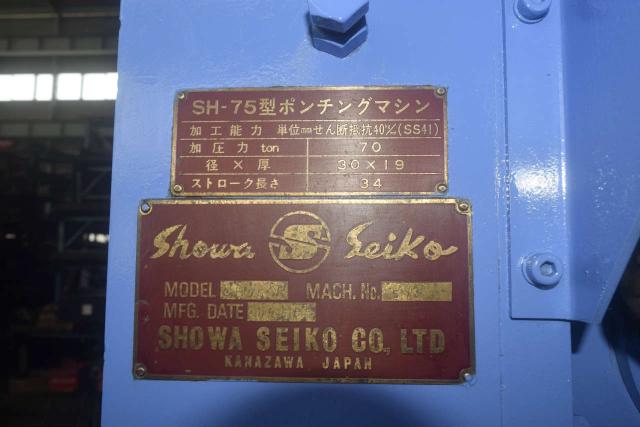 SH-75型ポンチングマシン
加工能力 単位㎜せん断抵抗40㎏/㎟(SS41)
加圧力 ton 70
径×厚 30×19
ストローク長さ 34
Showa SS Seiko
MODEL MACH. No.
MFG. DATE
SHOWA SEIKO CO., LTD
KANAZAWA JAPAN